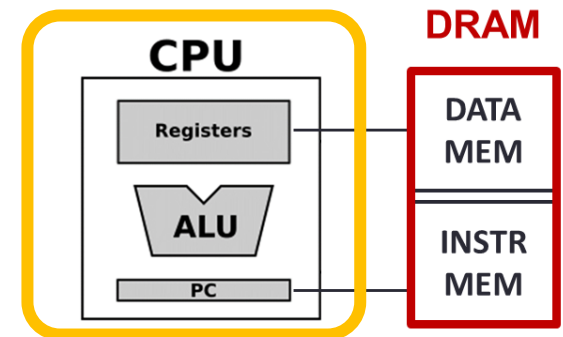 CPU
Registers
ALU
PC
DRAM
DATA
MEM
INSTR
MEM